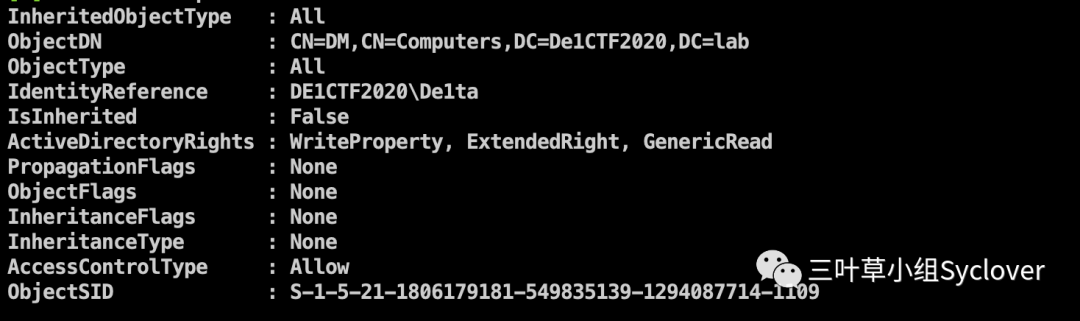 InheritedObjectType : All
ObjectDN : CN=DM,CN=Computers,DC=De1CTF2020,DC=lab
ObjectType : All
IdentityReference : DE1CTF2020\De1ta
IsInherited : False
ActiveDirectoryRights : WriteProperty, ExtendedRight, GenericRead
PropagationFlags : None
ObjectFlags : None
InheritanceFlags : None
InheritanceType : None
AccessControlType : Allow
ObjectSID : S-1-5-21-1806179181-549835139-1294087714-1109
三叶草小组Syclover